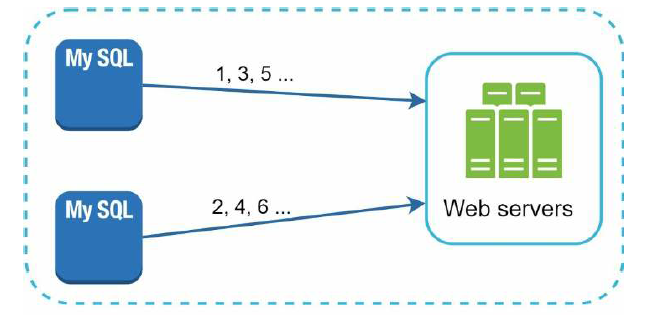 My SQL
1, 3, 5 ...
My SQL
2, 4, 6 ...
Web servers